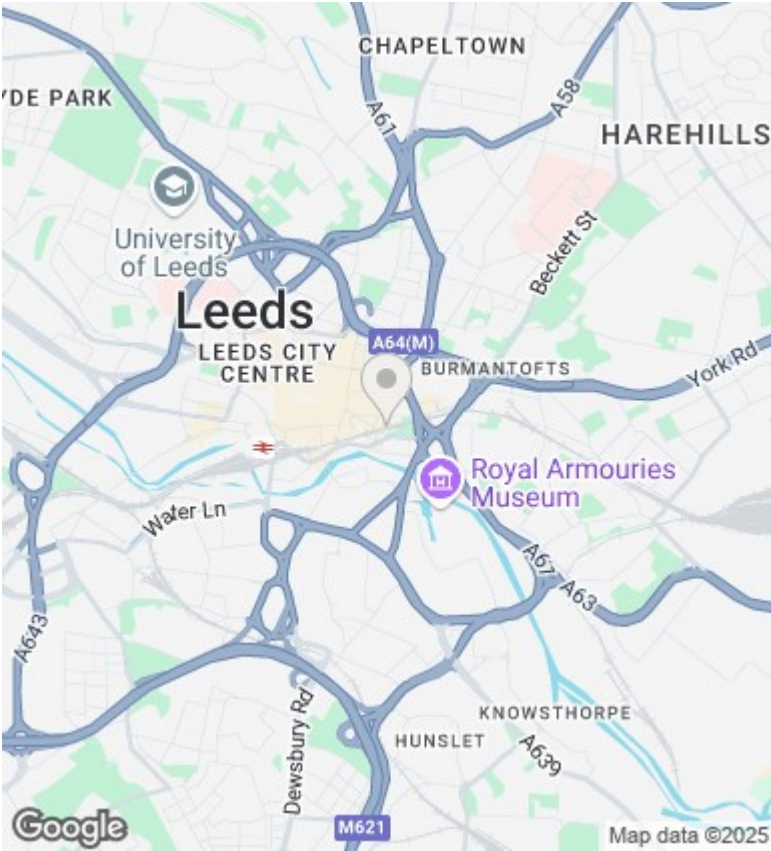 CHAPELTOWN
YDE PARK
A61
A58
HAREHILLS
University
of Leeds
Beckett St
Leeds
A64(M)
LEEDS CITY
CENTRE
BURMANTOFTS
York Rd
Royal Armouries
Museum
Water Ln
A67
A63
A643
KNOWSTHORPE
Dewsbury Rd
HUNSLET
A639
M621
Google
Map data ©2025